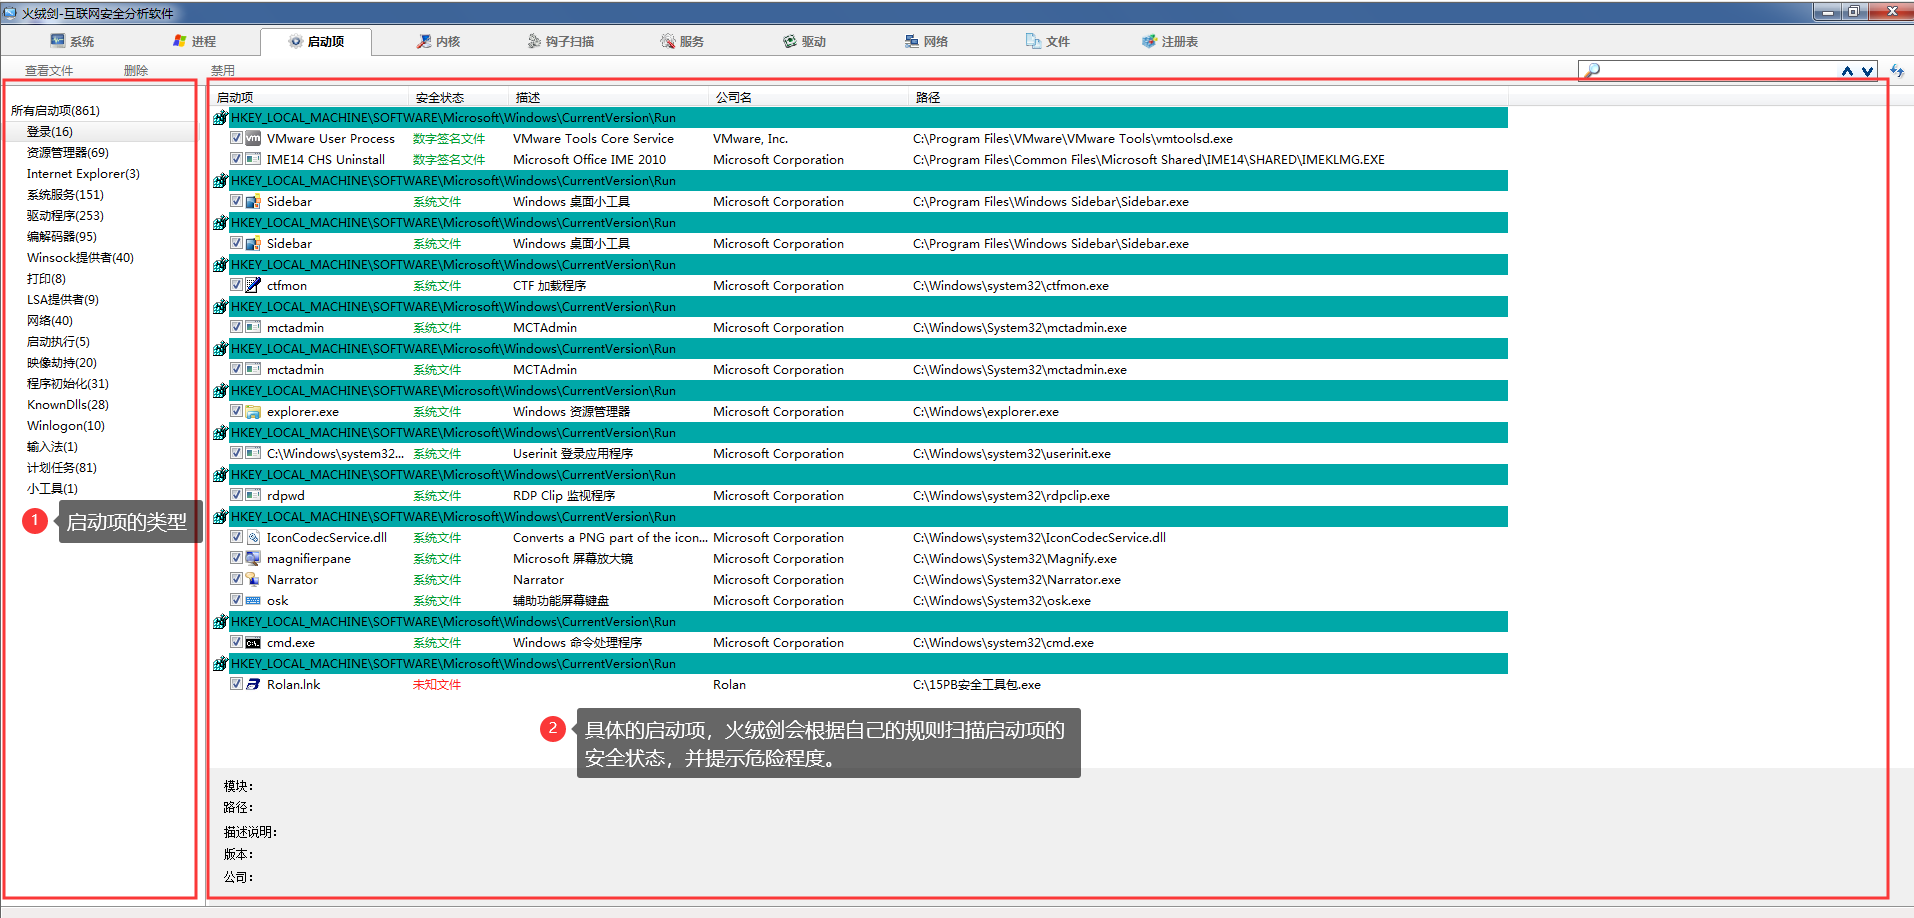 火绒剑-互联网安全分析软件
系统 进程 启动项 内核 钩子扫描 服务 驱动 网络 文件 注册表
查看文件 删除 禁用
所有启动项(861)
登录(16)
资源管理器(69)
Internet Explorer(3)
系统服务(151)
驱动程序(253)
编解码器(95)
Winsock提供者(40)
打印(8)
LSA提供者(9)
网络(40)
启动执行(5)
映像劫持(20)
程序初始化(31)
KnownDlls(28)
Winlogon(10)
输入法(1)
计划任务(81)
小工具(1)
1 启动项的类型
启动项 安全状态 描述 公司名 路径
HKEY_LOCAL_MACHINE\SOFTWARE\Microsoft\Windows\CurrentVersion\Run
VMware User Process 数字签名文件 VMware Tools Core Service VMware, Inc. C:\Program Files\VMware\VMware Tools\vmtoolsd.exe
IME14 CHS Uninstall 数字签名文件 Microsoft Office IME 2010 Microsoft Corporation C:\Program Files\Common Files\Microsoft Shared\IME14\SHARED\IMEKLMG.EXE
HKEY_LOCAL_MACHINE\SOFTWARE\Microsoft\Windows\CurrentVersion\Run
Sidebar 系统文件 Windows 桌面小工具 Microsoft Corporation C:\Program Files\Windows Sidebar\Sidebar.exe
HKEY_LOCAL_MACHINE\SOFTWARE\Microsoft\Windows\CurrentVersion\Run
Sidebar 系统文件 Windows 桌面小工具 Microsoft Corporation C:\Program Files\Windows Sidebar\Sidebar.exe
HKEY_LOCAL_MACHINE\SOFTWARE\Microsoft\Windows\CurrentVersion\Run
ctfmon 系统文件 CTF 加载程序 Microsoft Corporation C:\Windows\system32\ctfmon.exe
HKEY_LOCAL_MACHINE\SOFTWARE\Microsoft\Windows\CurrentVersion\Run
mctadmin 系统文件 MCTAdmin Microsoft Corporation C:\Windows\System32\mctadmin.exe
HKEY_LOCAL_MACHINE\SOFTWARE\Microsoft\Windows\CurrentVersion\Run
mctadmin 系统文件 MCTAdmin Microsoft Corporation C:\Windows\System32\mctadmin.exe
HKEY_LOCAL_MACHINE\SOFTWARE\Microsoft\Windows\CurrentVersion\Run
explorer.exe 系统文件 Windows 资源管理器 Microsoft Corporation C:\Windows\explorer.exe
HKEY_LOCAL_MACHINE\SOFTWARE\Microsoft\Windows\CurrentVersion\Run
C:\Windows\system32... 系统文件 Userinit 登录应用程序 Microsoft Corporation C:\Windows\system32\userinit.exe
HKEY_LOCAL_MACHINE\SOFTWARE\Microsoft\Windows\CurrentVersion\Run
rdpwd 系统文件 RDP Clip 监视程序 Microsoft Corporation C:\Windows\system32\rdpclip.exe
HKEY_LOCAL_MACHINE\SOFTWARE\Microsoft\Windows\CurrentVersion\Run
IconCodecService.dll 系统文件 Converts a PNG part of the icon... Microsoft Corporation C:\Windows\system32\IconCodecService.dll
magnifierpane 系统文件 Microsoft 屏幕放大镜 Microsoft Corporation C:\Windows\System32\Magnify.exe
Narrator 系统文件 Narrator Microsoft Corporation C:\Windows\System32\Narrator.exe
osk 系统文件 辅助功能屏幕键盘 Microsoft Corporation C:\Windows\System32\osk.exe
HKEY_LOCAL_MACHINE\SOFTWARE\Microsoft\Windows\CurrentVersion\Run
cmd.exe 系统文件 Windows 命令处理程序 Microsoft Corporation C:\Windows\system32\cmd.exe
HKEY_LOCAL_MACHINE\SOFTWARE\Microsoft\Windows\CurrentVersion\Run
Rolan.lnk 未知文件 Rolan C:\15PB安全工具包.exe
2 具体的启动项，火绒剑会根据自己的规则扫描启动项的
安全状态，并提示危险程度。
模块：
路径：
描述说明：
版本：
公司：